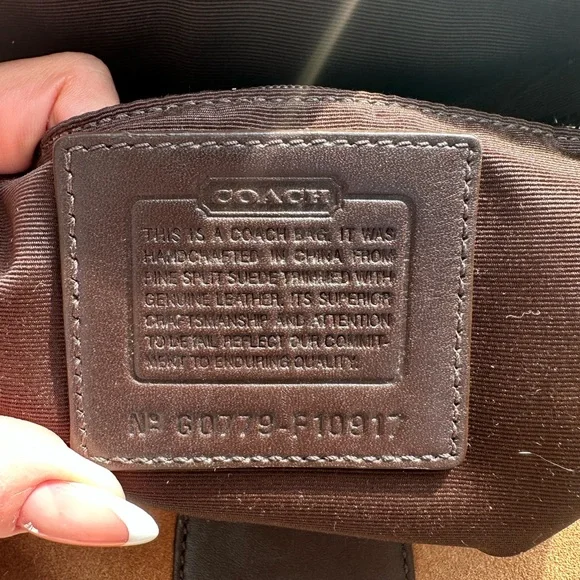 COACH
THIS IS A COACH BAG. IT WAS
HANDCRAFTED IN CHINA FROM
FINE SPLIT SUEDE TRIMMED WITH
GENUINE LEATHER. ITS SUPERIOR
CRAFTSMANSHIP AND ATTENTION
TO DETAIL REFLECT OUR COMMIT-
MENT TO ENDURING QUALITY.
Nº G0779-F10917